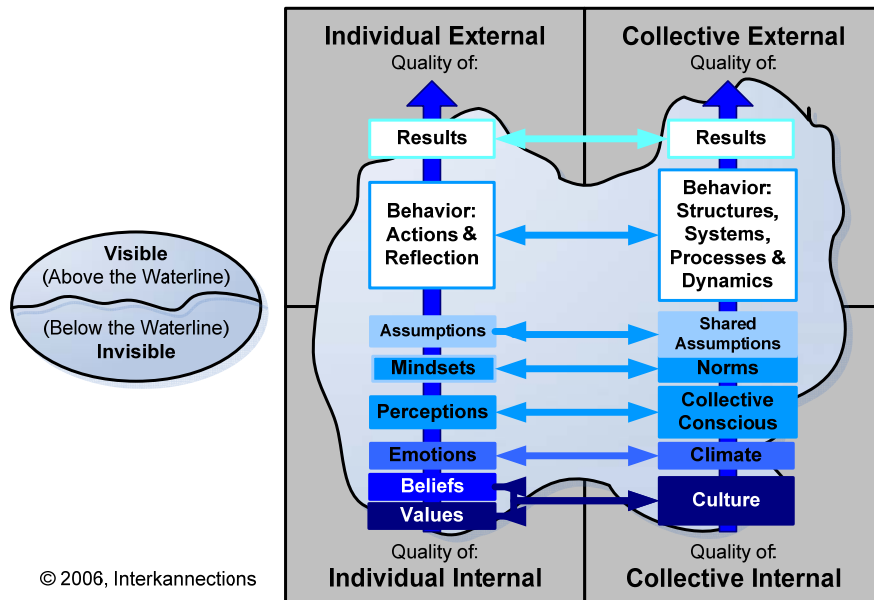 Individual External
Quality of:
Collective External
Quality of:
Results
Results
Behavior:
Actions &
Reflection
Behavior:
Structures,
Systems,
Processes &
Dynamics
Visible
(Above the Waterline)
(Below the Waterline)
Invisible
Assumptions
Shared
Assumptions
Mindsets
Norms
Perceptions
Collective
Conscious
Emotions
Climate
Beliefs
Values
Culture
Quality of:
Individual Internal
Quality of:
Collective Internal
© 2006, Interkannections